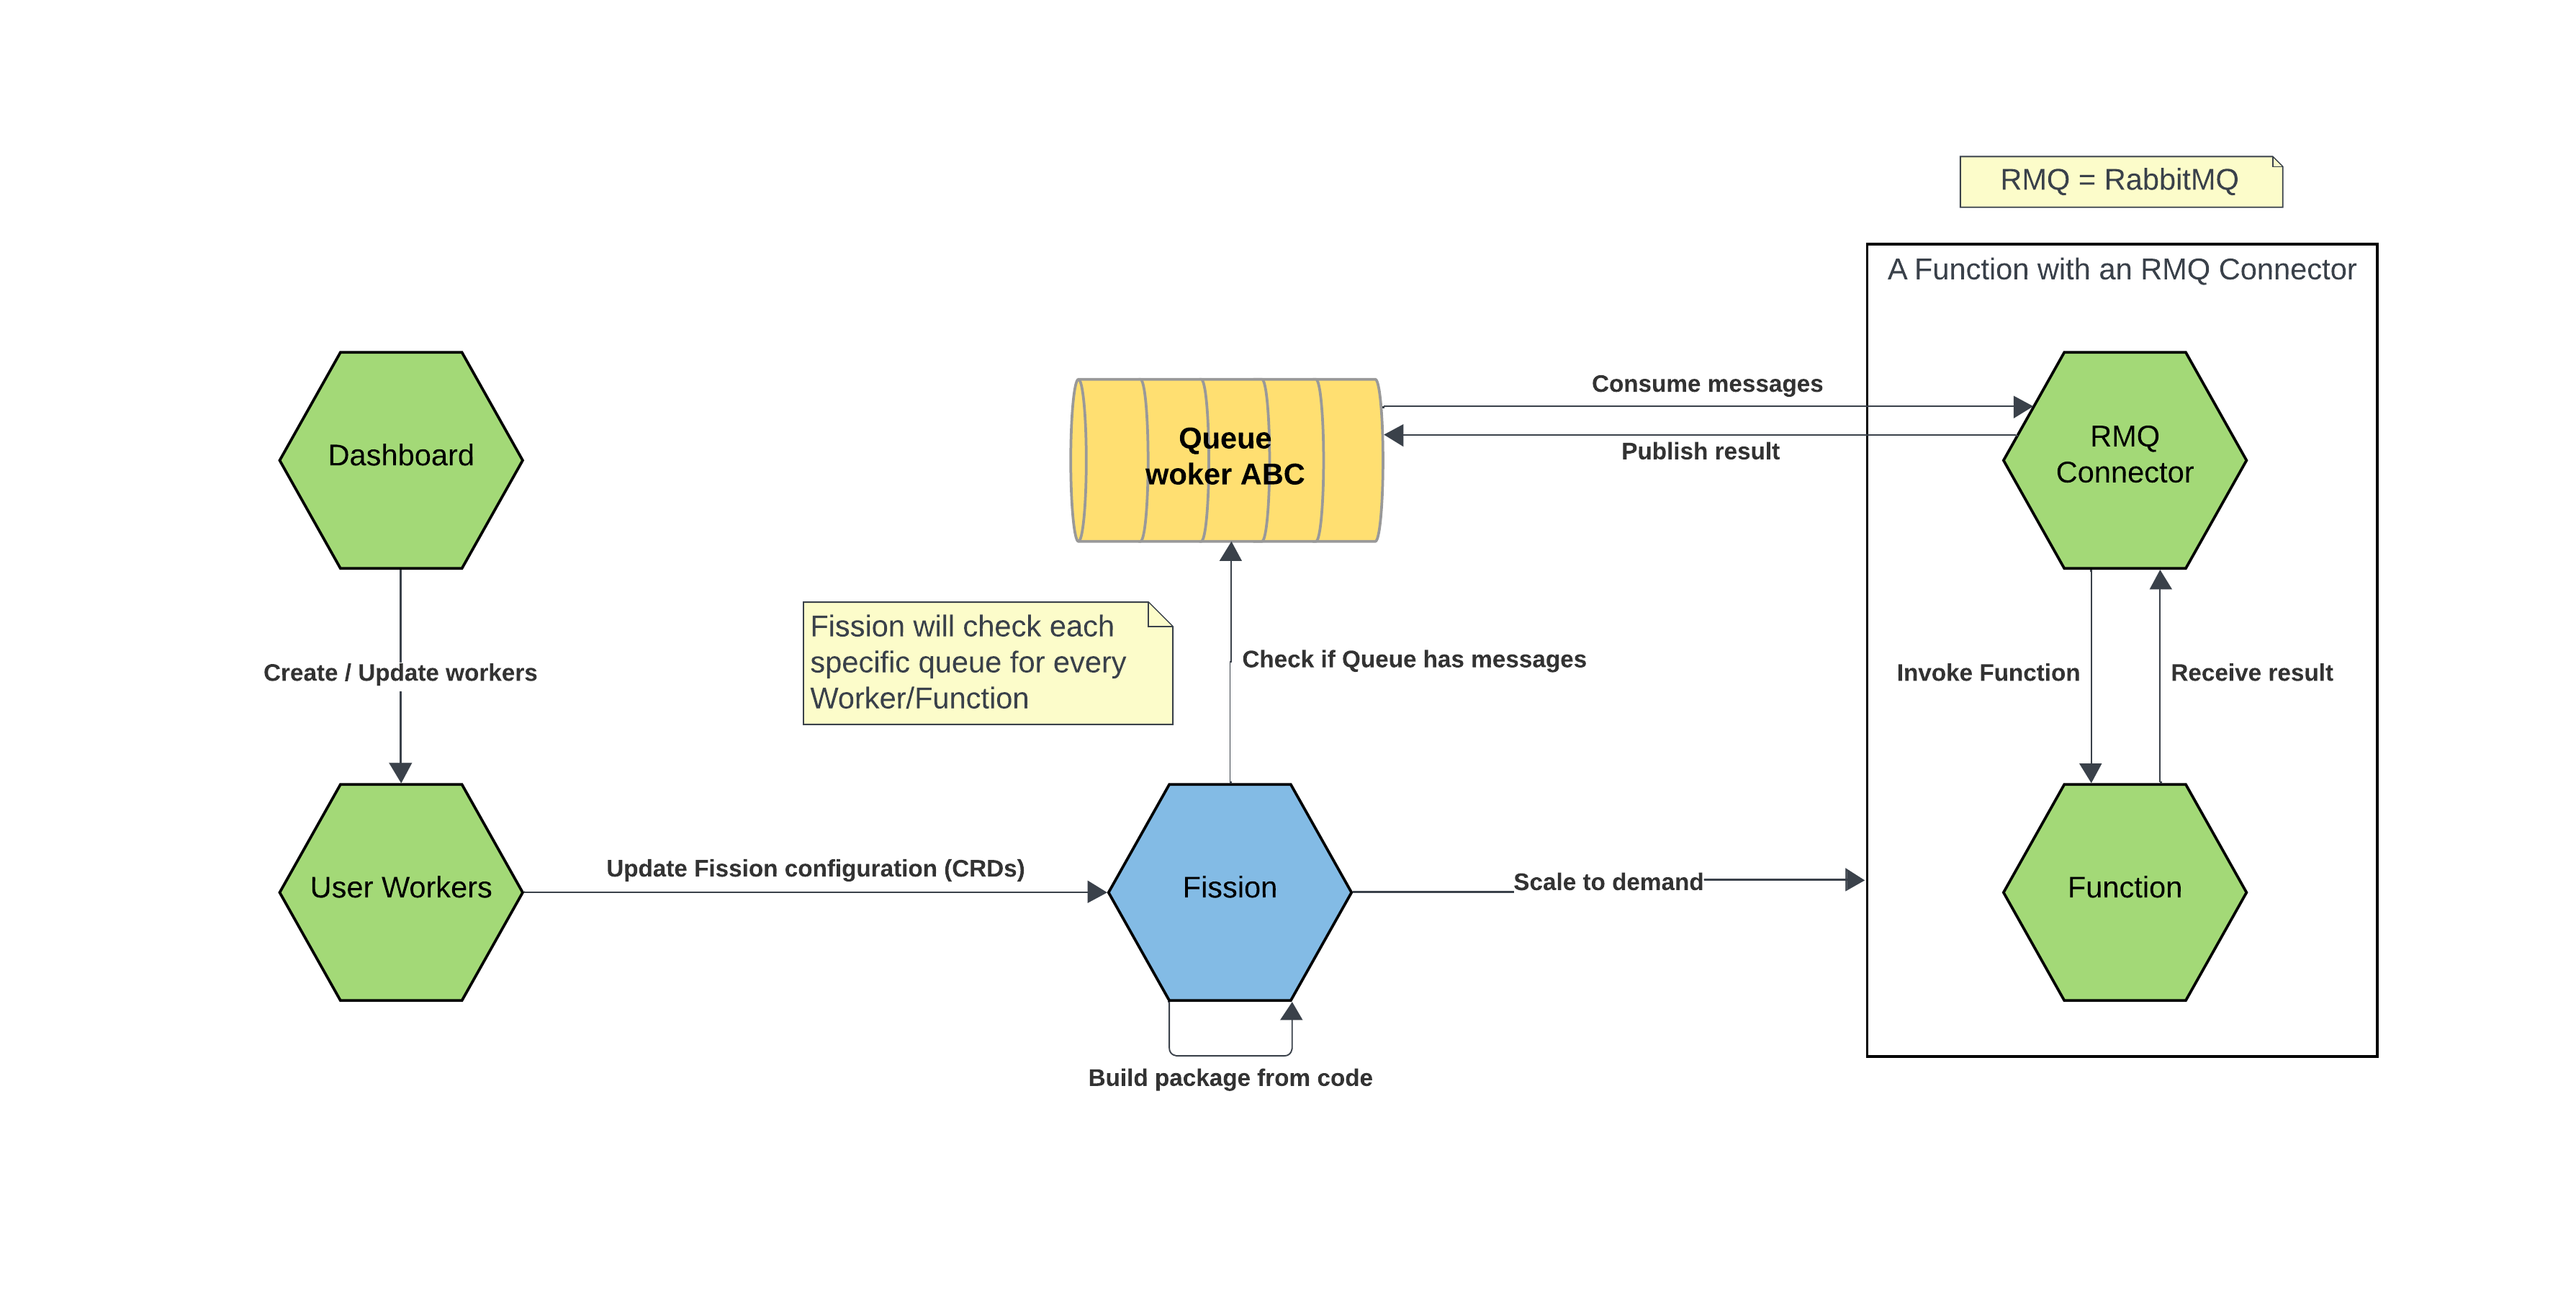 RMQ = RabbitMQ
A Function with an RMQ Connector
Dashboard
Queue
woker ABC
Consume messages
Publish result
RMQ
Connector
Create / Update workers
Fission will check each
specific queue for every
Worker/Function
Check if Queue has messages
Invoke Function
Receive result
User Workers
Update Fission configuration (CRDs)
Fission
Scale to demand
Function
Build package from code